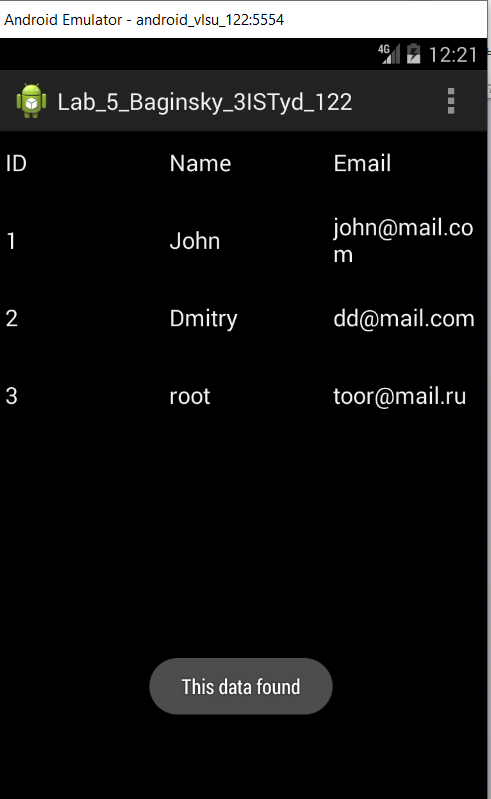 Android Emulator - android_vlsu_122:5554
4G 12:21
Lab_5_Baginsky_3ISTyd_122
ID Name Email
1 John john@mail.co
m
2 Dmitry dd@mail.com
3 root toor@mail.ru
This data found